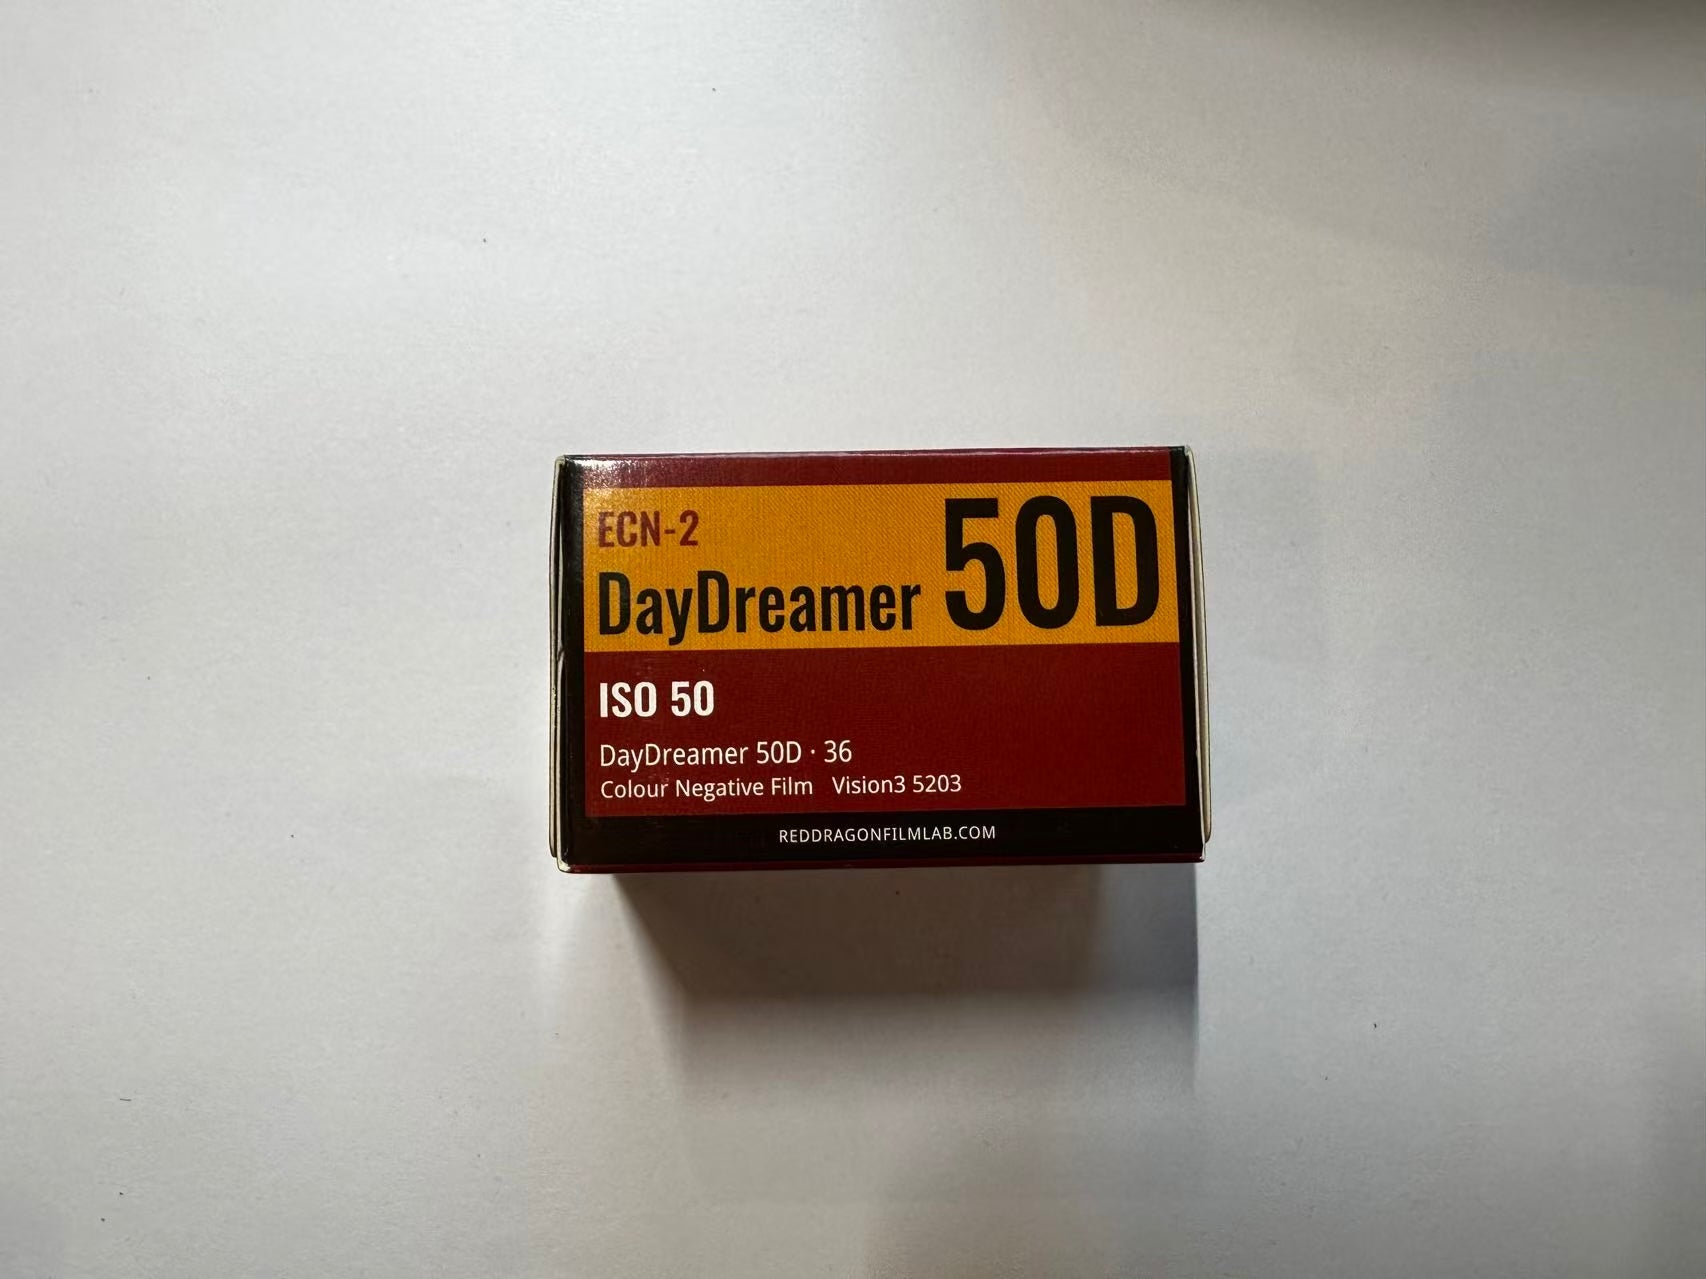 ECN-2
DayDreamer 50D
ISO 50
DayDreamer 50D · 36
Colour Negative Film Vision3 5203
REDDRAGONFILMLAB.COM